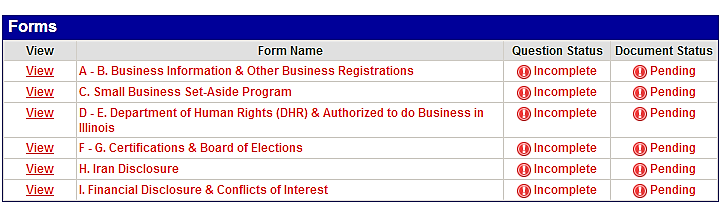 Forms
View Form Name Question Status Document Status
View A - B. Business Information & Other Business Registrations Incomplete Pending
View C. Small Business Set-Aside Program Incomplete Pending
View D - E. Department of Human Rights (DHR) & Authorized to do Business in Incomplete Pending
Illinois
View F - G. Certifications & Board of Elections Incomplete Pending
View H. Iran Disclosure Incomplete Pending
View I. Financial Disclosure & Conflicts of Interest Incomplete Pending